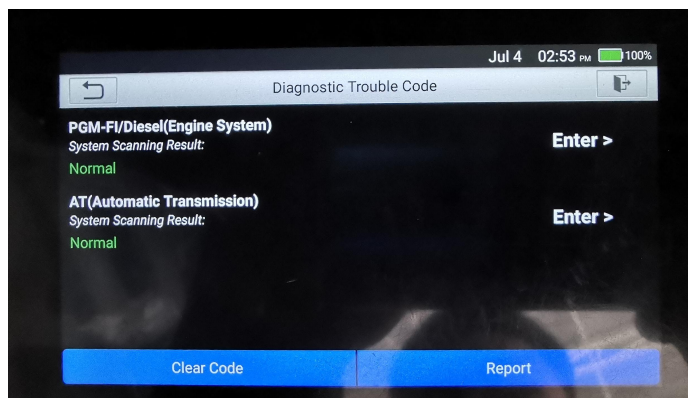 Jul 4 02:53 PM 100%
Diagnostic Trouble Code
PGM-FI/Diesel(Engine System)
System Scanning Result:
Enter >
Normal
AT(Automatic Transmission)
System Scanning Result:
Enter >
Normal
Clear Code Report